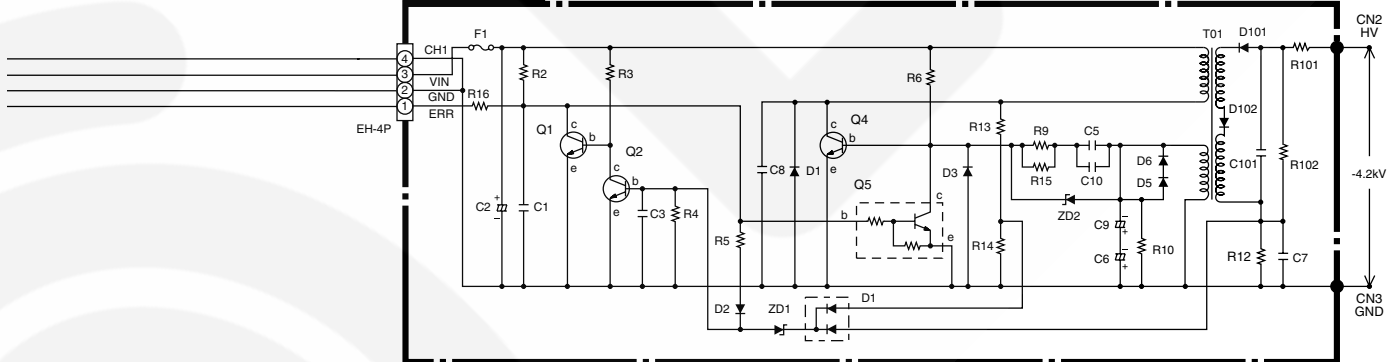 CN2
HV
F1
T01
D101
CH1
4
3
2
1
VIN
GND
ERR
EH-4P
R16
R2
R3
R6
R101
Q1
c
b
e
Q2
c
b
e
C2
+
–
C1
C3
R4
R5
C8
D1
Q4
c
b
e
Q5
b
c
e
D3
R13
R14
R9
R15
C5
C10
ZD2
D6
D5
C9
–
+
C6
–
+
R10
D102
C101
R102
-4.2kV
R12
C7
D2
ZD1
D1
CN3
GND